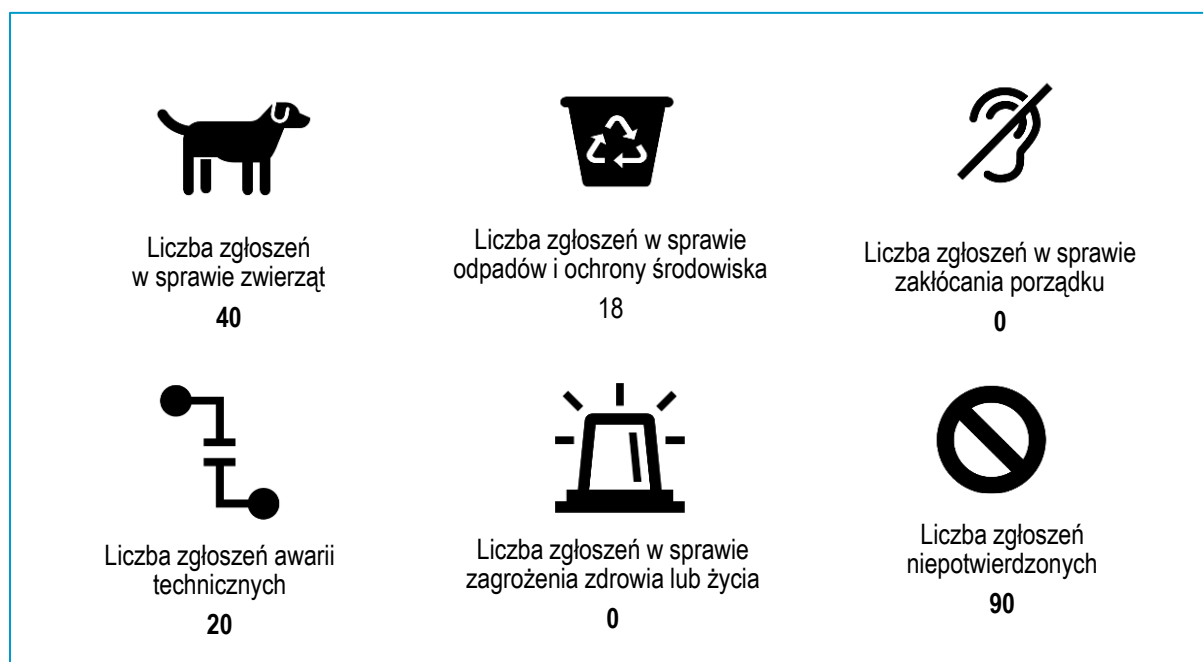 Liczba zgłoszeń
w sprawie zwierząt
40
Liczba zgłoszeń w sprawie
odpadów i ochrony środowiska
18
Liczba zgłoszeń w sprawie
zakłócania porządku
0
Liczba zgłoszeń awarii
technicznych
20
Liczba zgłoszeń w sprawie
zagrożenia zdrowia lub życia
0
Liczba zgłoszeń
niepotwierdzonych
90